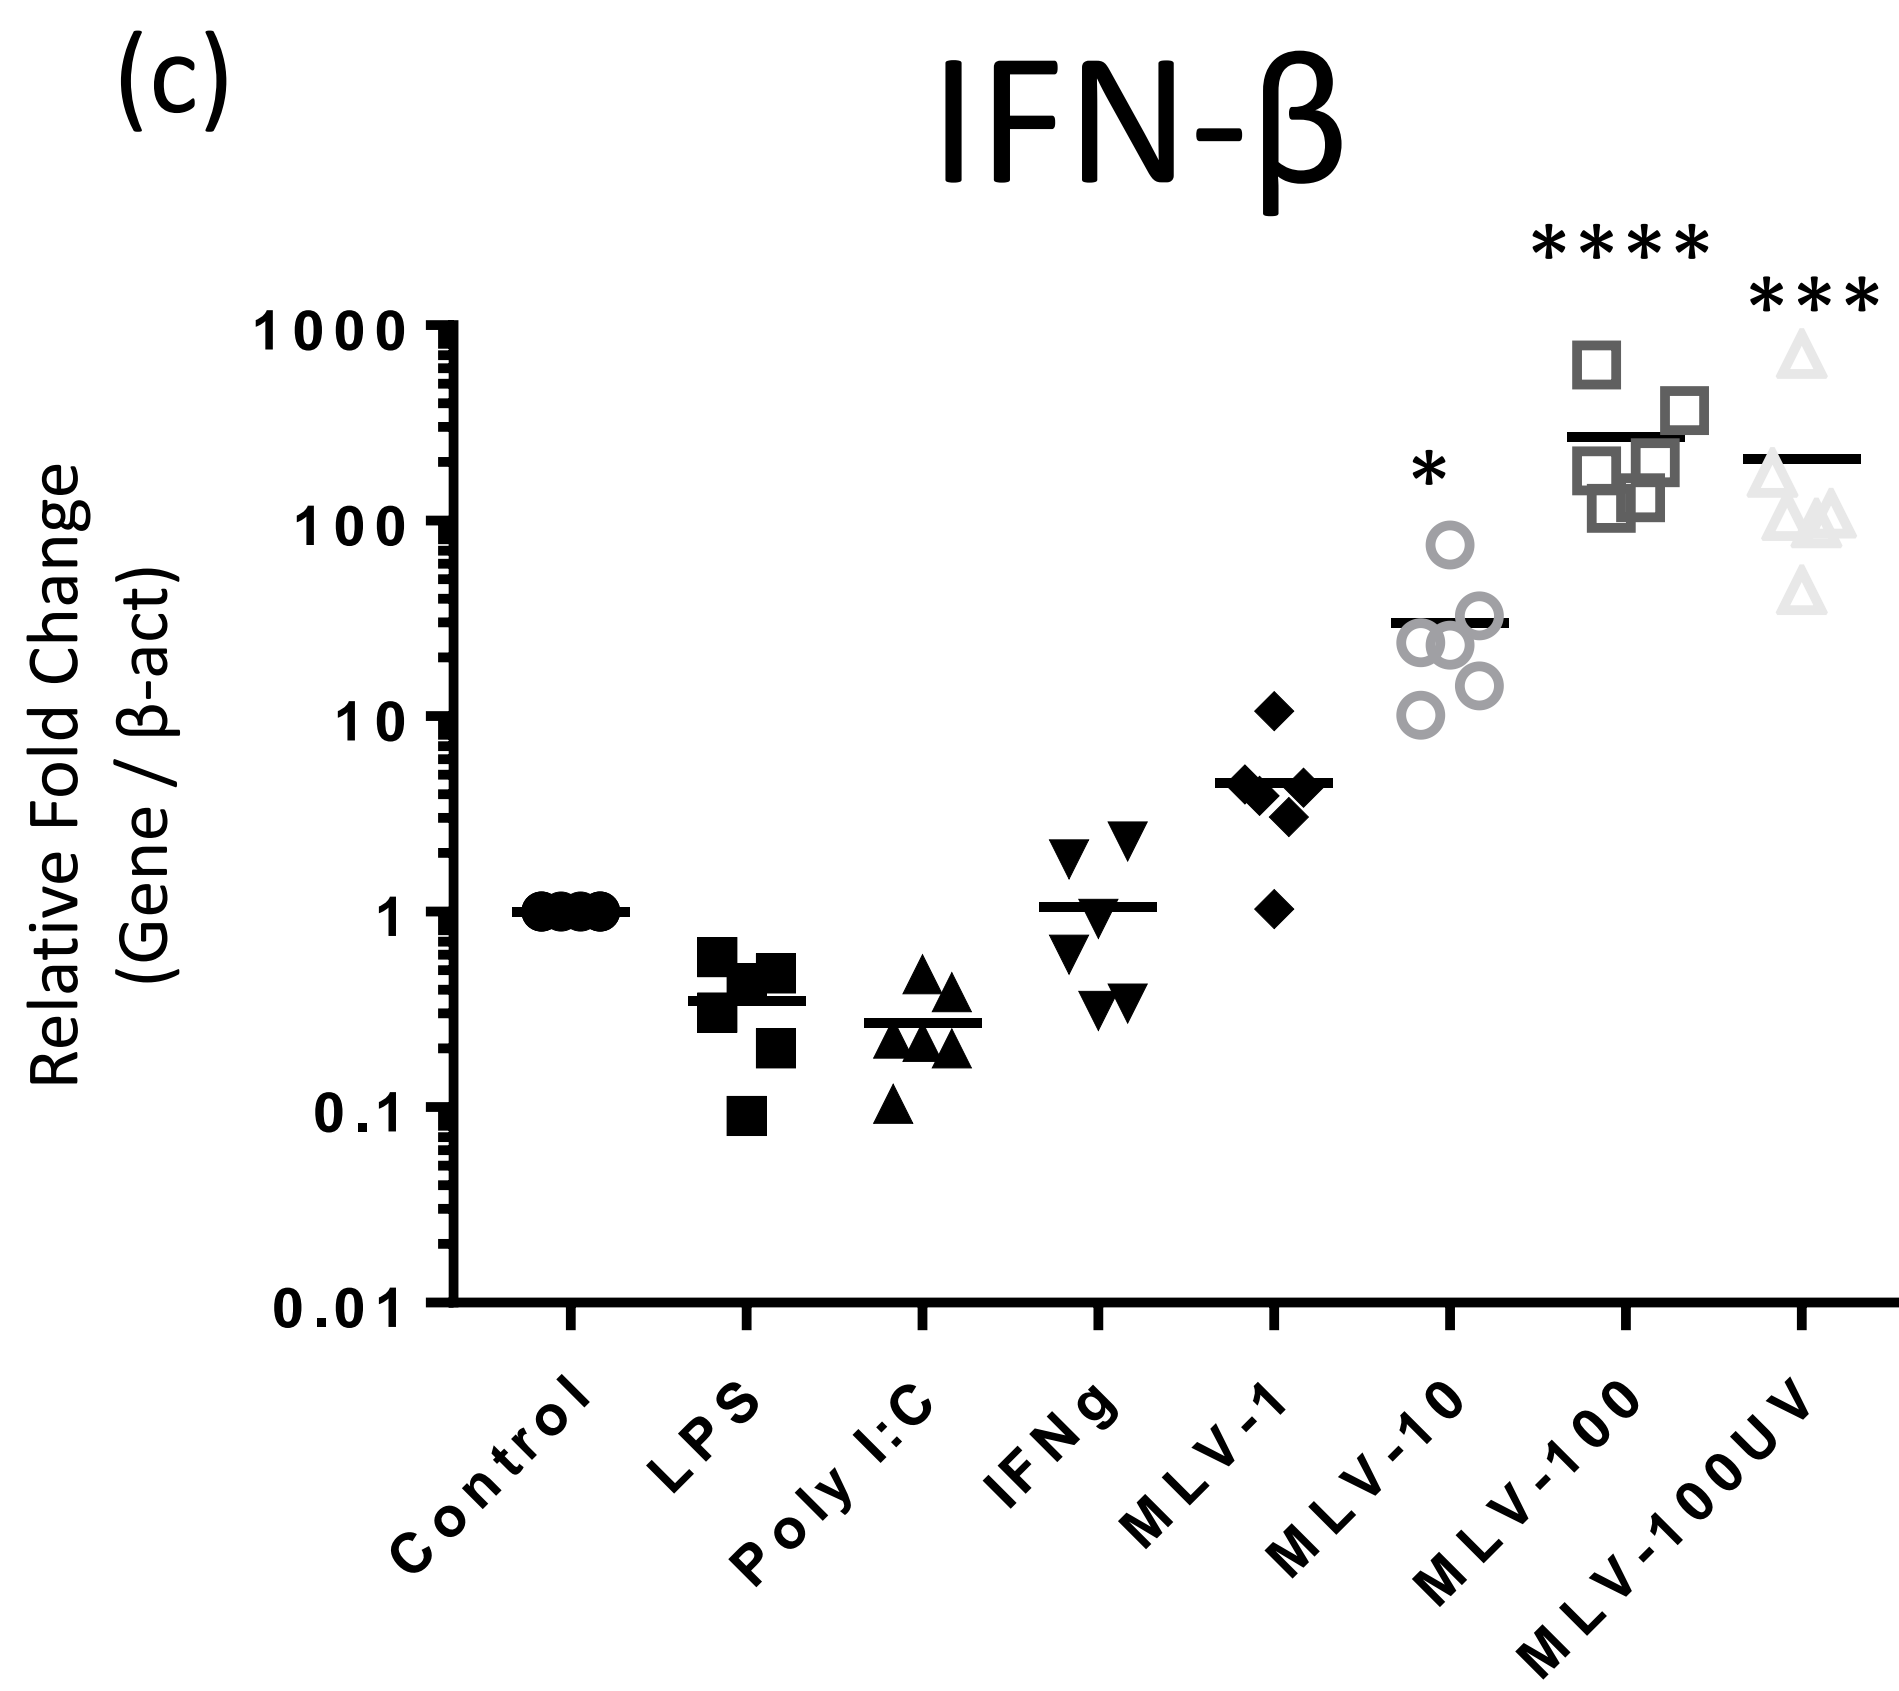 (c)
IFN-β
****
***
*
Relative Fold Change
(Gene / β-act)
1000
100
10
1
0.1
0.01
Control
LPS
Poly I:C
IFNg
MLV-1
MLV-10
MLV-100
MLV-100UV